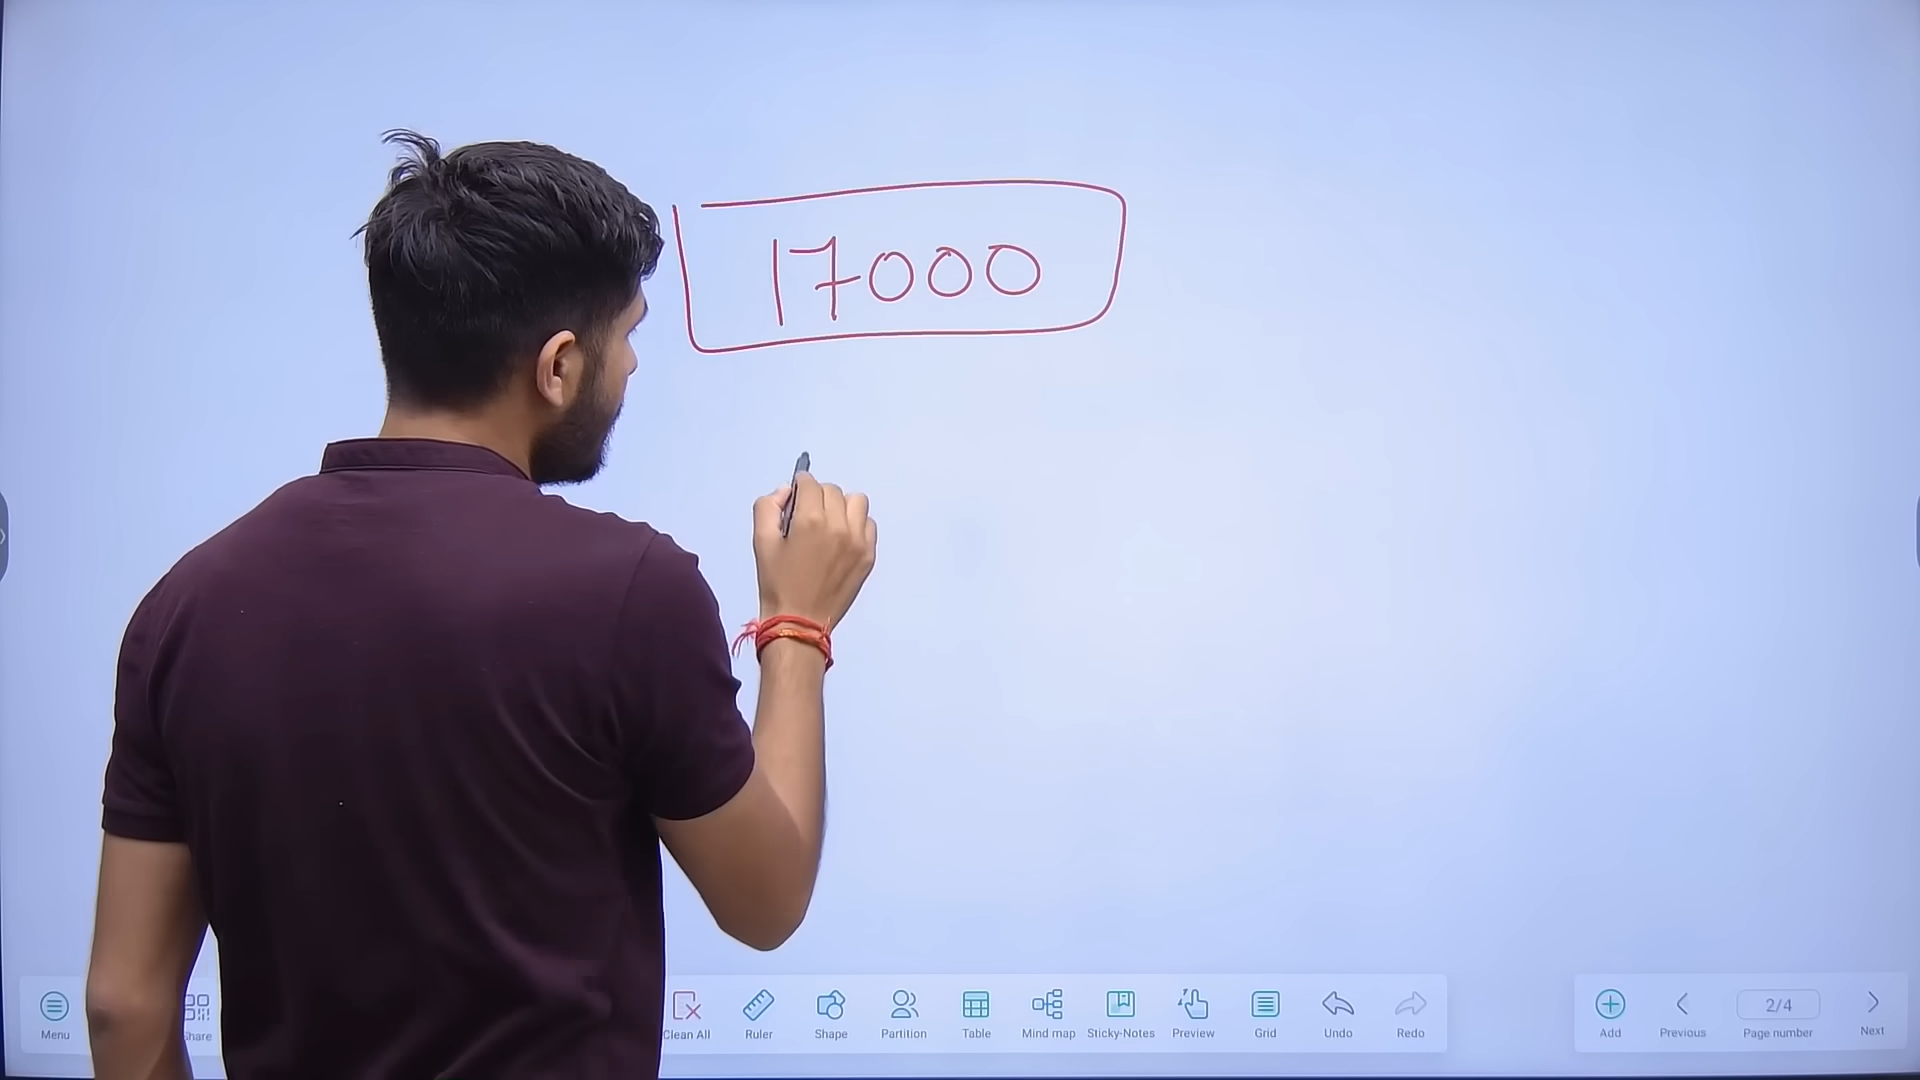 17000
Menu
Share
Clean All
Ruler
Shape
Partition
Table
Mind map
Sticky-Notes
Preview
Grid
Undo
Redo
Add
Previous
2/4
Page number
Next